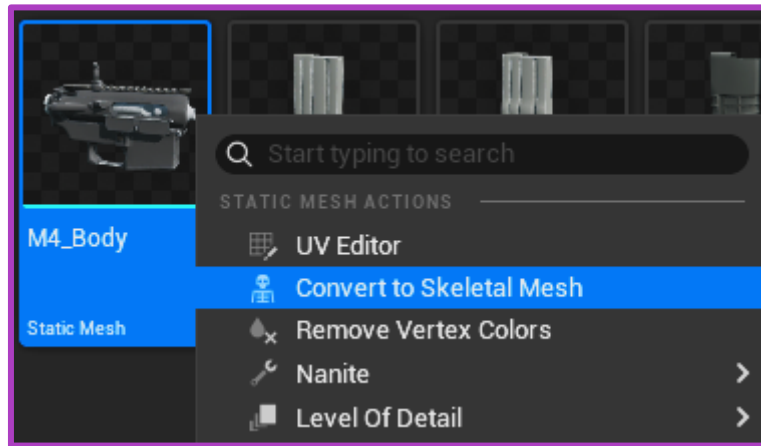 Start typing to search
STATIC MESH ACTIONS
M4_Body
UV Editor
Convert to Skeletal Mesh
Static Mesh
Remove Vertex Colors
Nanite
Level Of Detail